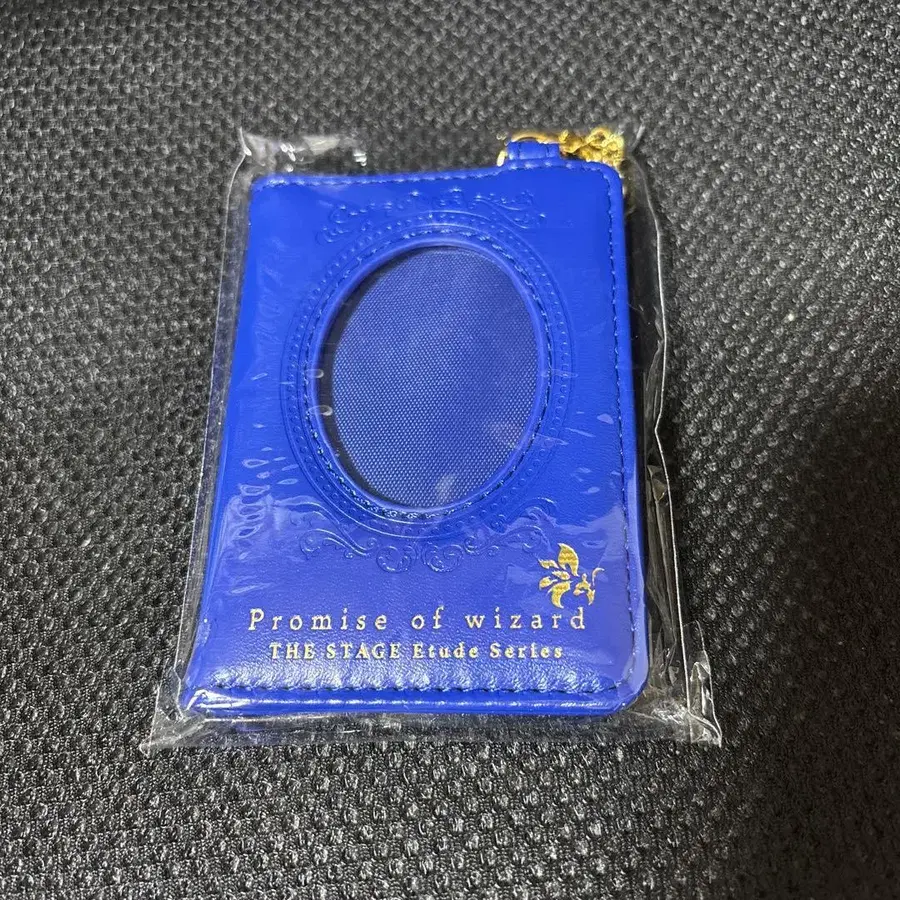 Promise of wizard
THE STAGE Etude Series